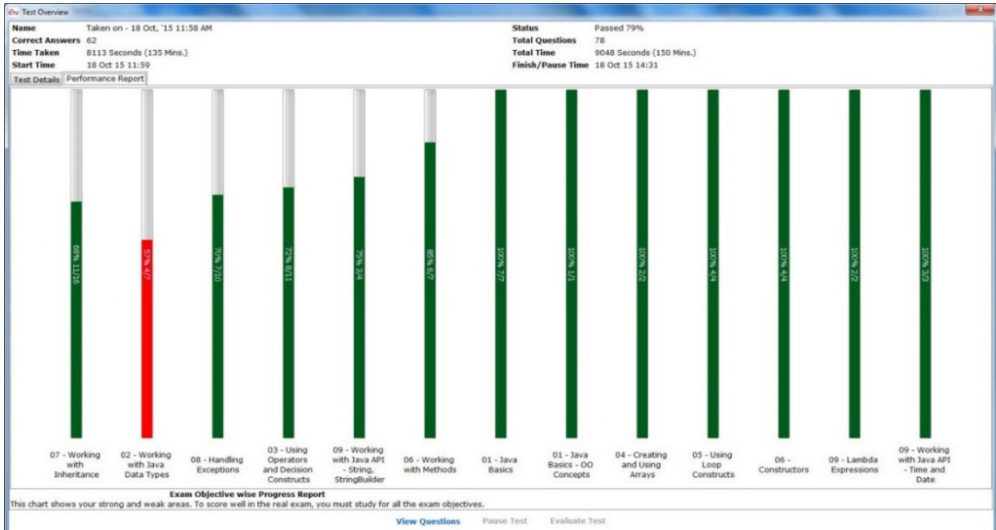 Test Overview
Name Taken on - 18 Oct, '15 11:58 AM Status Passed 79%
Correct Answers 62 Total Questions 78
Time Taken 8113 Seconds (135 Mins.) Total Time 9048 Seconds (150 Mins.)
Start Time 18 Oct 15 11:59 Finish/Pause Time 18 Oct 15 14:31
Test Details Performance Report
68% 11/16
57% 4/7
70% 7/10
72% 8/11
75% 3/4
85% 6/7
100% 7/7
100% 1/1
100% 2/2
100% 4/4
100% 4/4
100% 2/2
100% 3/3
07 - Working
with
Inheritance
02 - Working
with Java
Data Types
08 - Handling
Exceptions
03 - Using
Operators
and Decision
Constructs
09 - Working
with Java API
- String,
StringBuilder
06 - Working
with Methods
01 - Java
Basics
01 - Java
Basics - OO
Concepts
04 - Creating
and Using
Arrays
05 - Using
Loop
Constructs
06 -
Constructors
09 - Lambda
Expressions
09 - Working
with Java API
- Time and
Date
Exam Objective wise Progress Report
This chart shows your strong and weak areas. To score well in the real exam, you must study for all the exam objectives.
View Questions Pause Test Evaluate Test